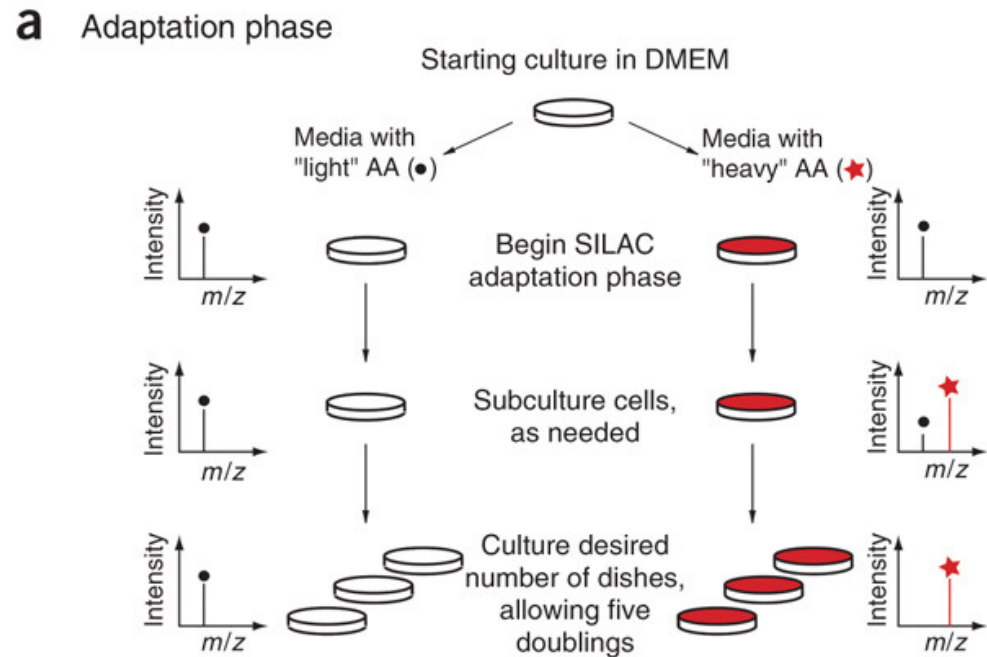 a Adaptation phase
Starting culture in DMEM
Media with
"light" AA (●)
Media with
"heavy" AA (★)
Intensity
m/z
Begin SILAC
adaptation phase
Intensity
m/z
Intensity
m/z
Subculture cells,
as needed
Intensity
m/z
Intensity
m/z
Culture desired
number of dishes,
allowing five
doublings
Intensity
m/z